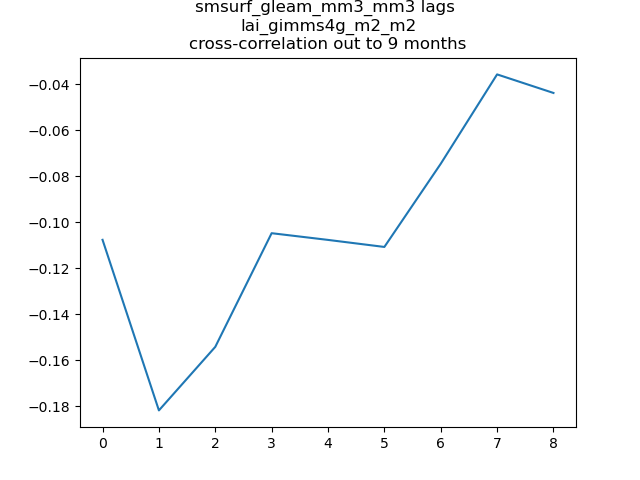 smsurf_gleam_mm3_mm3 lags
lai_gimms4g_m2_m2
cross-correlation out to 9 months
−0.04
−0.06
−0.08
−0.10
−0.12
−0.14
−0.16
−0.18
0 1 2 3 4 5 6 7 8